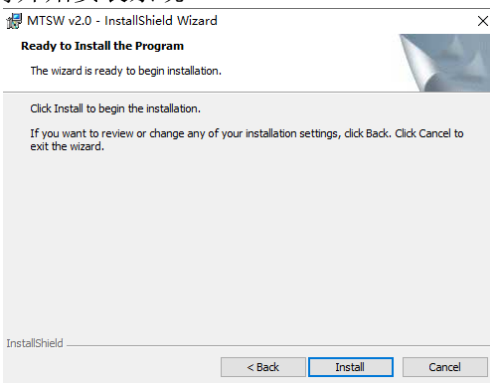 MTSW v2.0 - InstallShield Wizard
Ready to Install the Program
The wizard is ready to begin installation.
Click Install to begin the installation.
If you want to review or change any of your installation settings, click Back. Click Cancel to
exit the wizard.
InstallShield
< Back
Install
Cancel